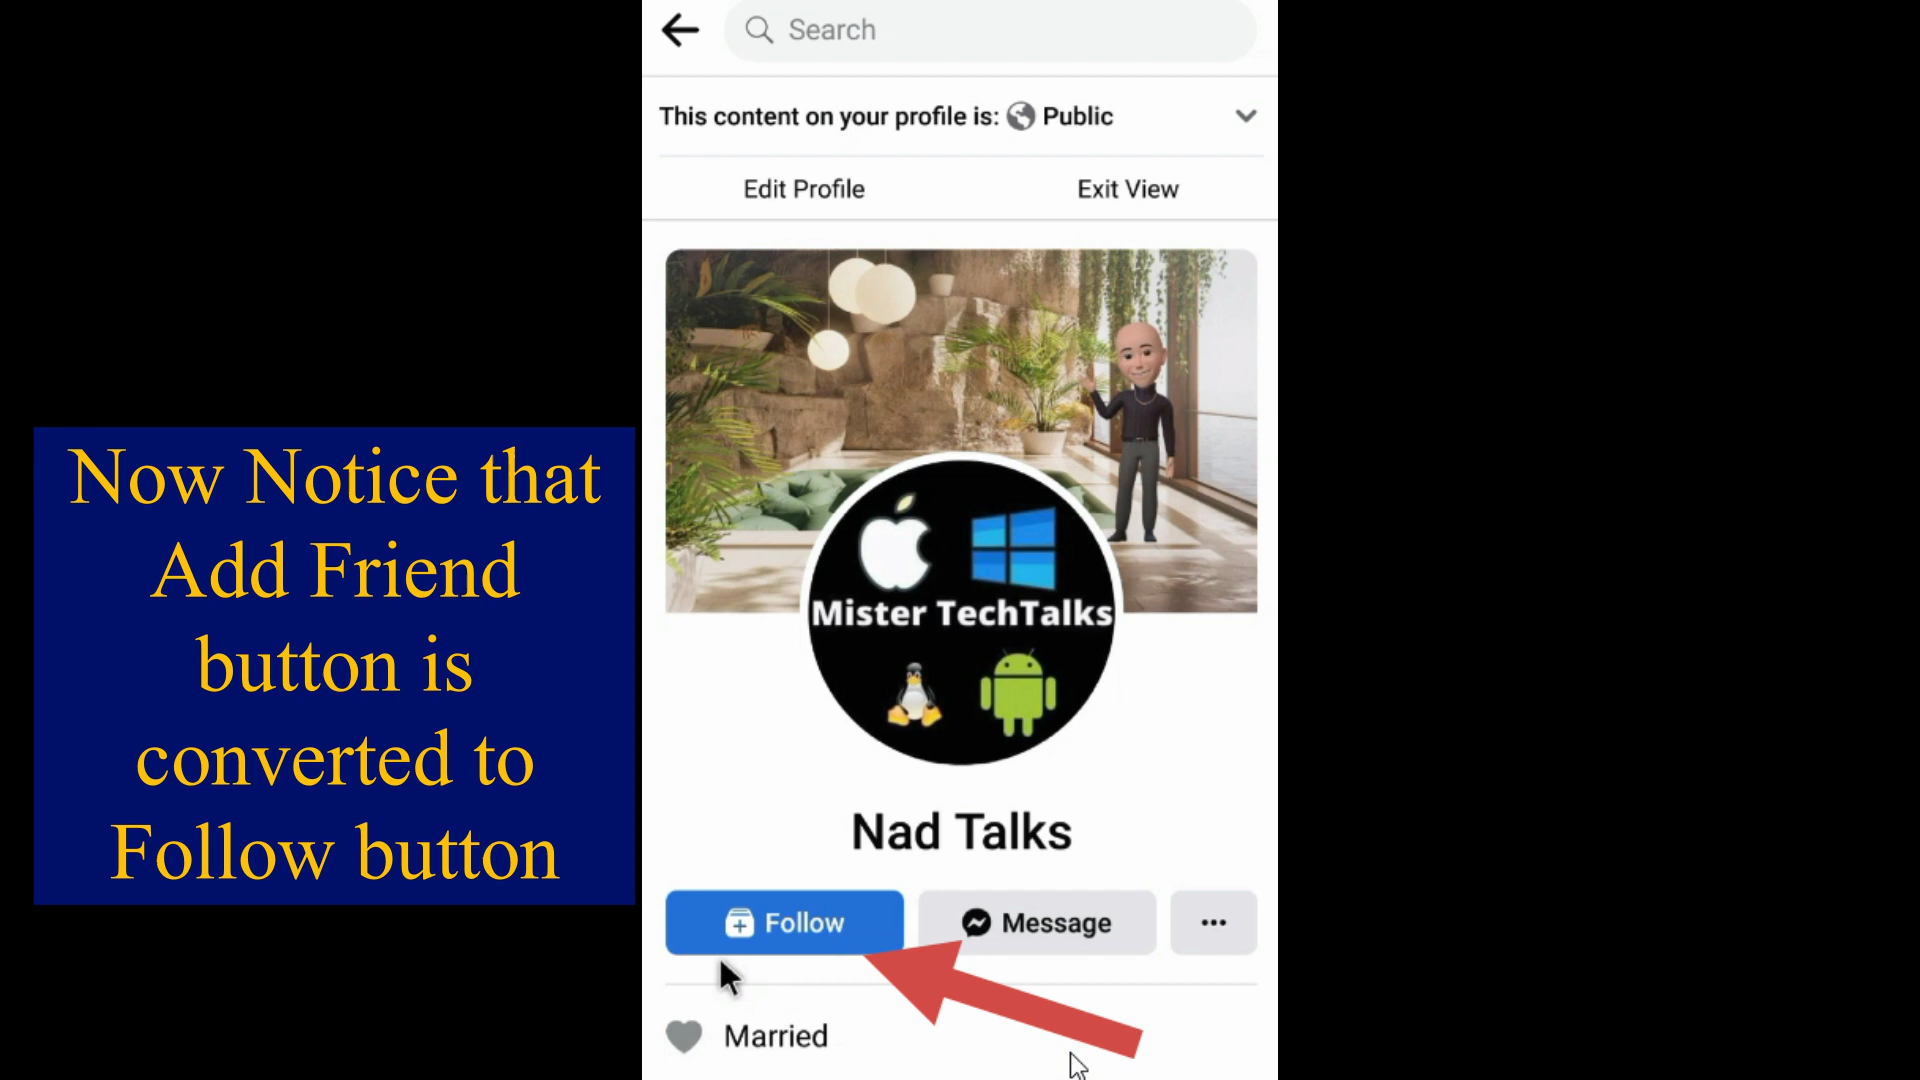 Search
This content on your profile is: Public
Edit Profile
Exit View
Now Notice that
Add Friend
button is
converted to
Follow button
Mister TechTalks
Nad Talks
Follow
Message
Married